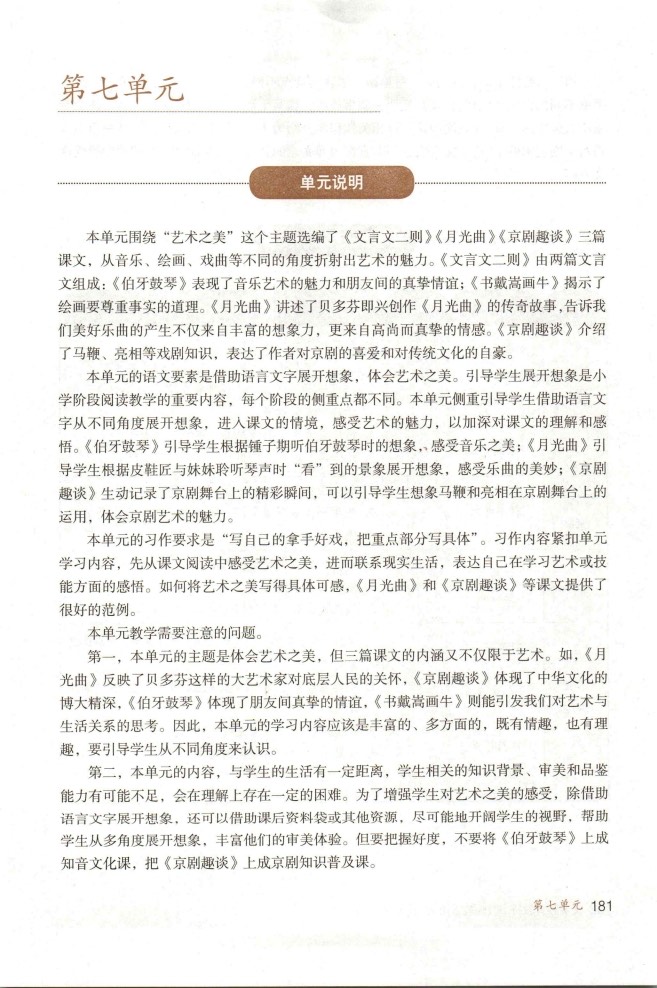 第七单元
单元说明
本单元围绕“艺术之美”这个主题选编了《文言文二则》《月光曲》《京剧趣谈》三篇
课文，从音乐、绘画、戏曲等不同的角度折射出艺术的魅力。《文言文二则》由两篇文言
文组成：《伯牙鼓琴》表现了音乐艺术的魅力和朋友间的真挚情谊；《书戴嵩画牛》揭示了
绘画要尊重事实的道理。《月光曲》讲述了贝多芬即兴创作《月光曲》的传奇故事，告诉我
们美好乐曲的产生不仅来自丰富的想象力，更来自高尚而真挚的情感。《京剧趣谈》介绍
了马鞭、亮相等戏剧知识，表达了作者对京剧的喜爱和对传统文化的自豪。
本单元的语文要素是借助语言文字展开想象，体会艺术之美。引导学生展开想象是小
学阶段阅读教学的重要内容，每个阶段的侧重点都不同。本单元侧重引导学生借助语言文
字从不同角度展开想象，进入课文的情境，感受艺术的魅力，以加深对课文的理解和感
悟。《伯牙鼓琴》引导学生根据锺子期听伯牙鼓琴时的想象，感受音乐之美；《月光曲》引
导学生根据皮鞋匠与妹妹聆听琴声时“看”到的景象展开想象，感受乐曲的美妙；《京剧
趣谈》生动记录了京剧舞台上的精彩瞬间，可以引导学生想象马鞭和亮相在京剧舞台上的
运用，体会京剧艺术的魅力。
本单元的习作要求是“写自己的拿手好戏，把重点部分写具体”。习作内容紧扣单元
学习内容，先从课文阅读中感受艺术之美，进而联系现实生活，表达自己在学习艺术或技
能方面的感悟。如何将艺术之美写得具体可感，《月光曲》和《京剧趣谈》等课文提供了
很好的范例。
本单元教学需要注意的问题。
第一，本单元的主题是体会艺术之美，但三篇课文的内涵又不仅限于艺术。如，《月
光曲》反映了贝多芬这样的大艺术家对底层人民的关怀，《京剧趣谈》体现了中华文化的
博大精深，《伯牙鼓琴》体现了朋友间真挚的情谊，《书戴嵩画牛》则能引发我们对艺术与
生活关系的思考。因此，本单元的学习内容应该是丰富的、多方面的，既有情趣，也有理
趣，要引导学生从不同角度来认识。
第二，本单元的内容，与学生的生活有一定距离，学生相关的知识背景、审美和品鉴
能力有可能不足，会在理解上存在一定的困难。为了增强学生对艺术之美的感受，除借助
语言文字展开想象，还可以借助课后资料袋或其他资源，尽可能地开阔学生的视野，帮助
学生从多角度展开想象，丰富他们的审美体验。但要把握好度，不要将《伯牙鼓琴》上成
知音文化课，把《京剧趣谈》上成京剧知识普及课。
第七单元 181